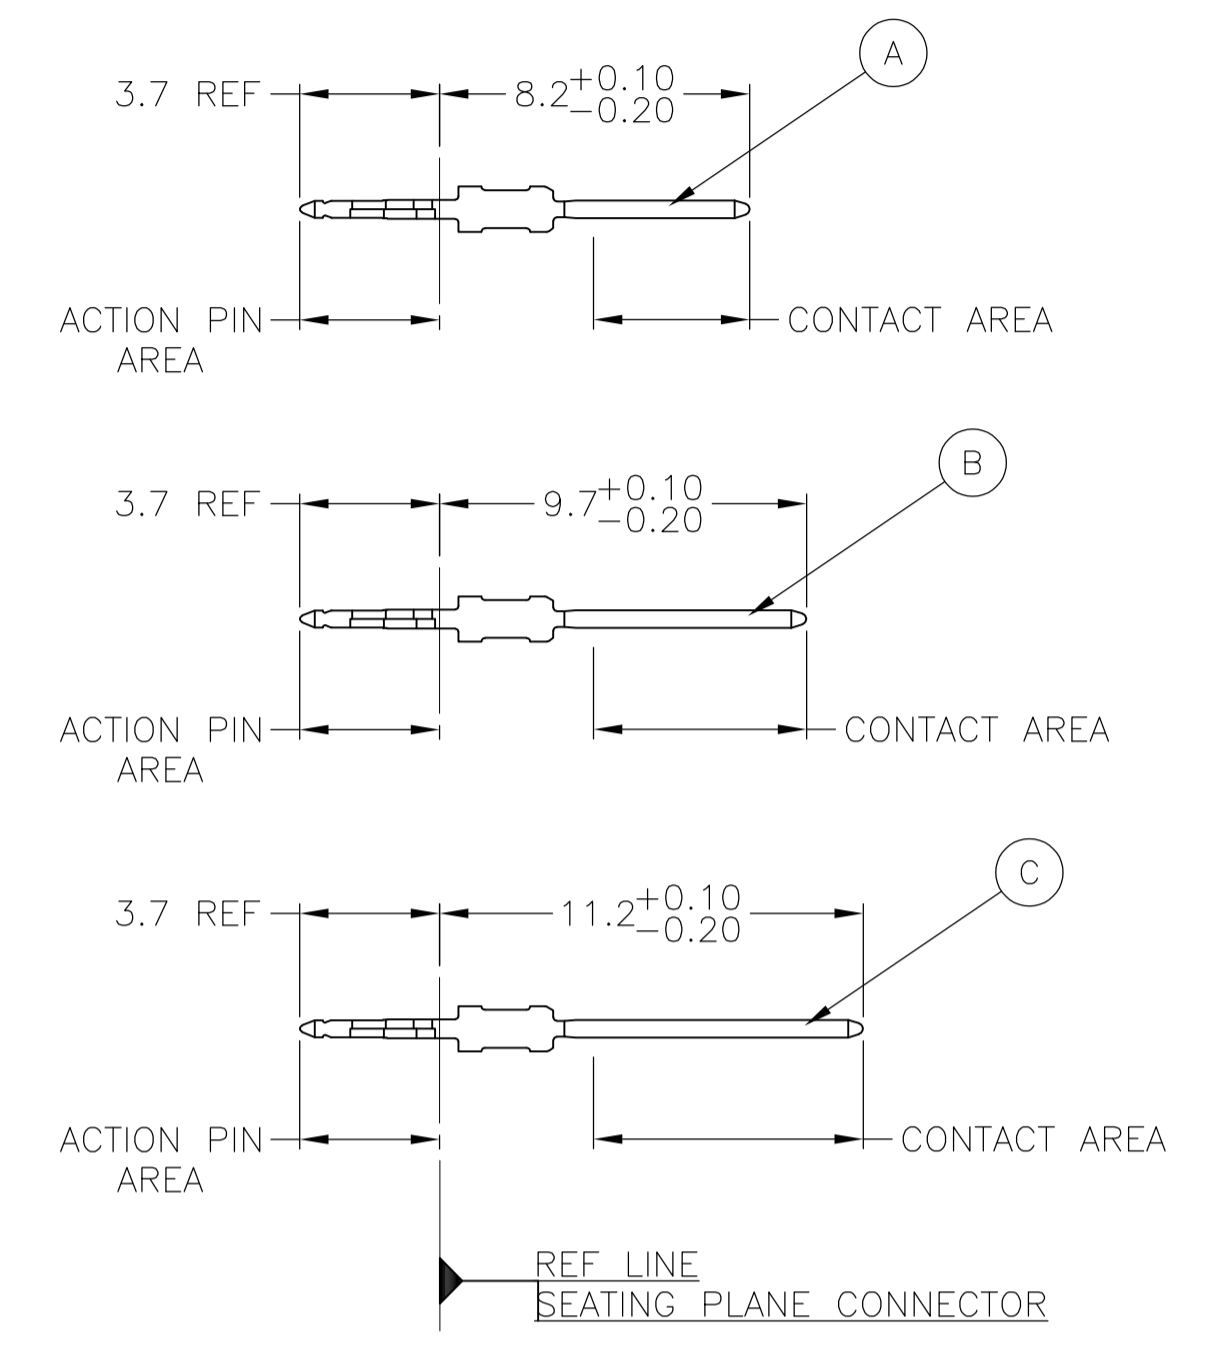 A
3.7 REF
8.2 +0.10
−0.20
ACTION PIN
AREA
CONTACT AREA
B
3.7 REF
9.7 +0.10
−0.20
ACTION PIN
AREA
CONTACT AREA
C
3.7 REF
11.2 +0.10
−0.20
ACTION PIN
AREA
CONTACT AREA
REF LINE
SEATING PLANE CONNECTOR